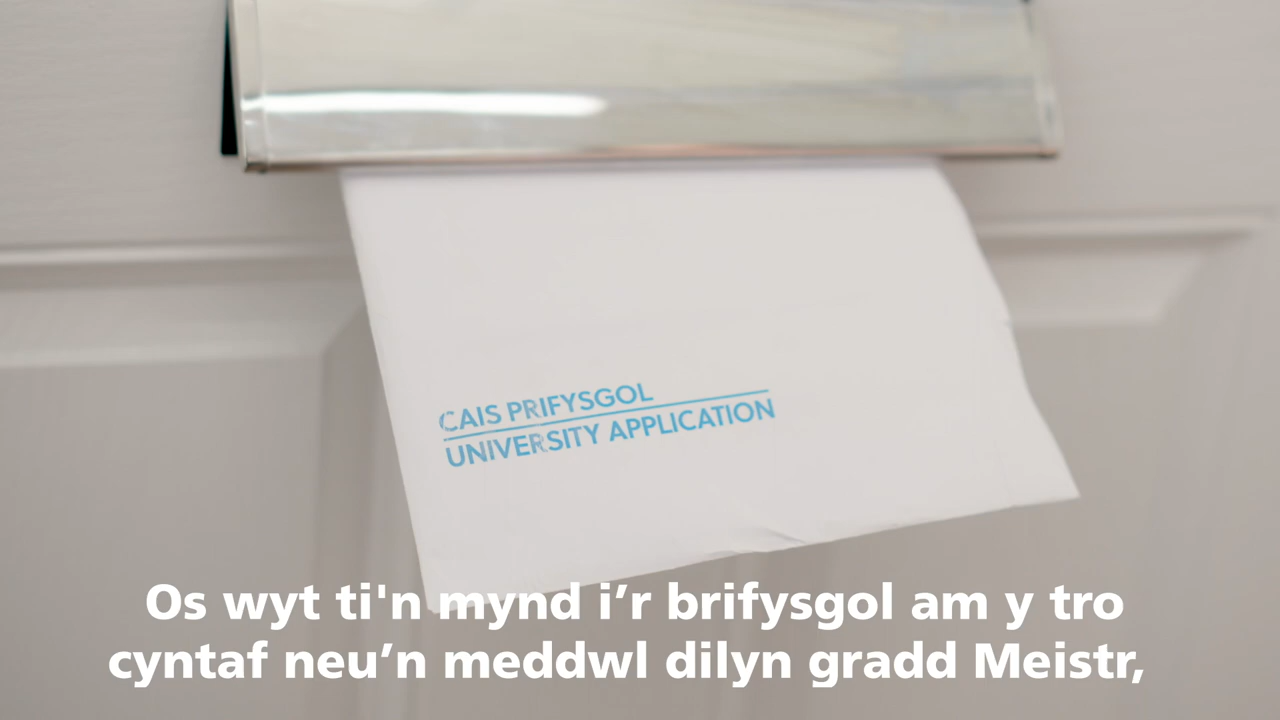 CAIS PRIFYSGOL
UNIVERSITY APPLICATION
Os wyt ti'n mynd i’r brifysgol am y tro
cyntaf neu’n meddwl dilyn gradd Meistr,